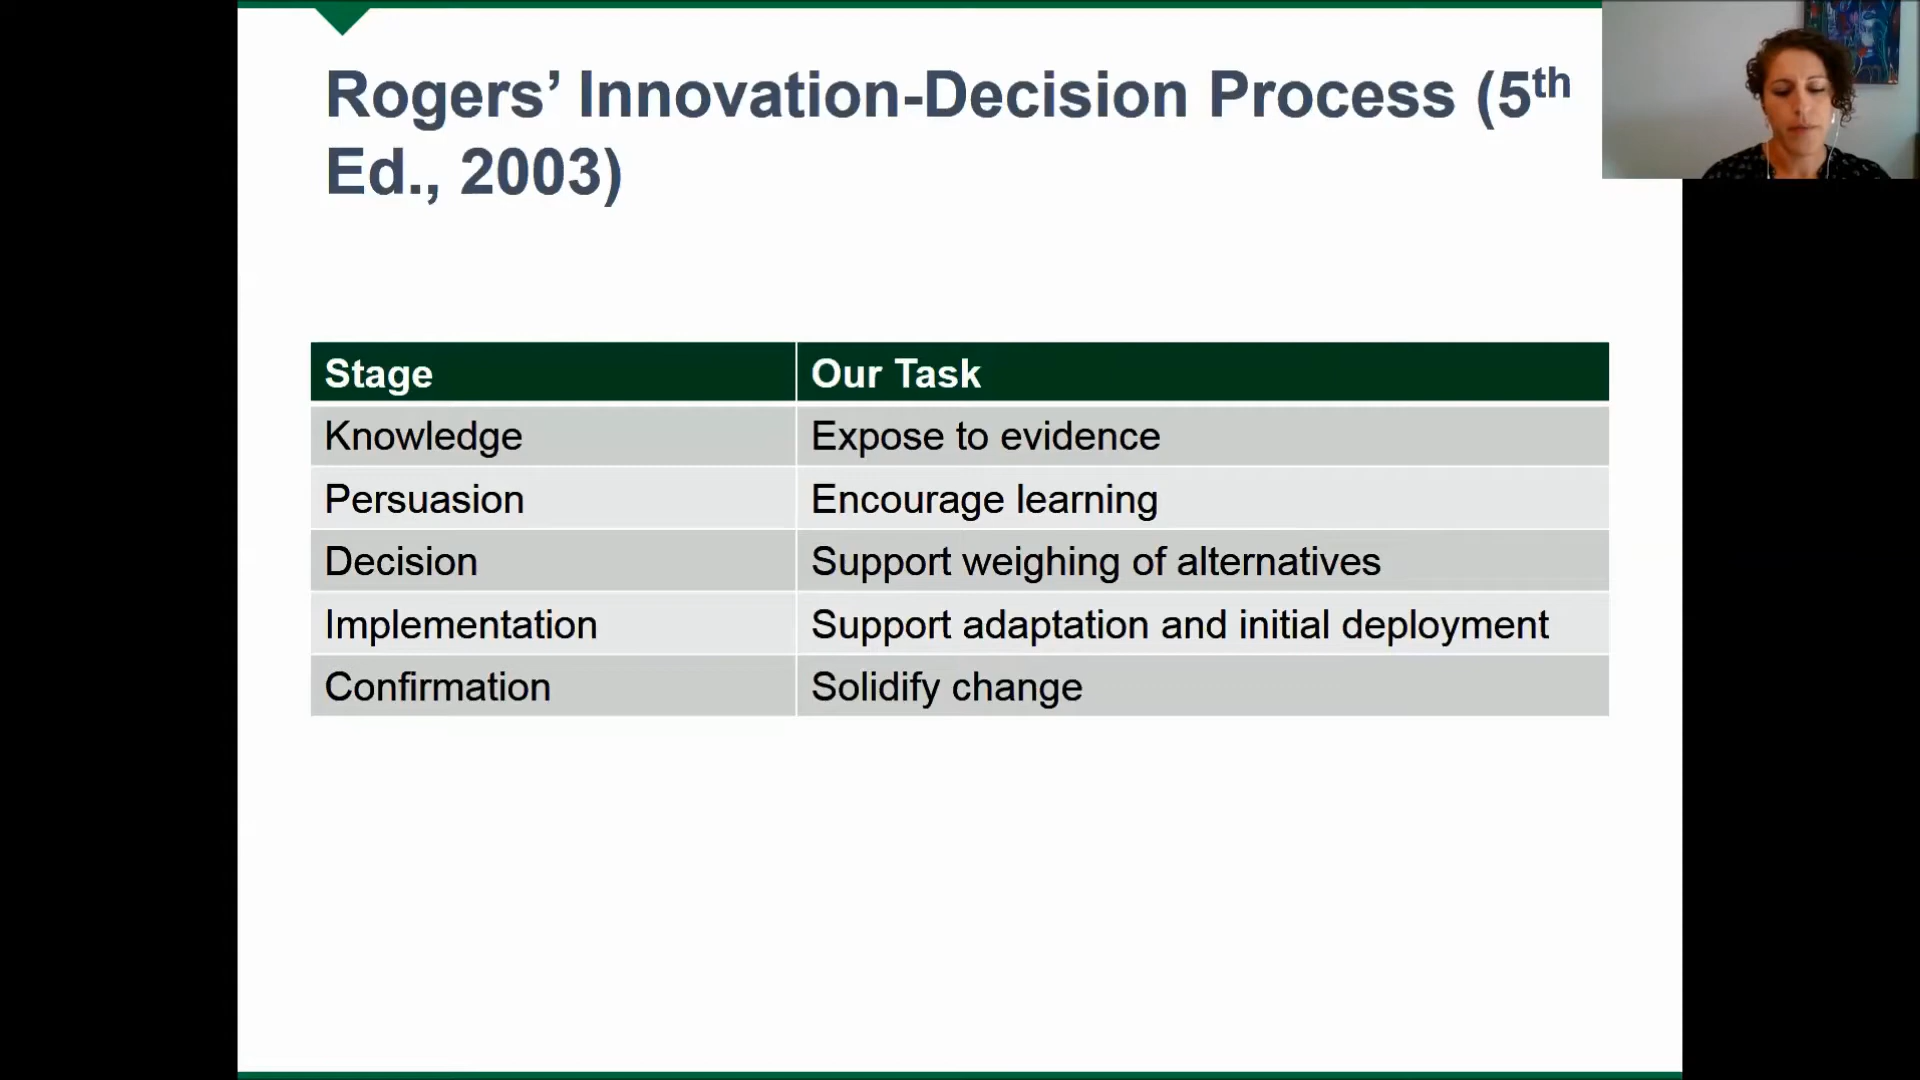 Rogers’ Innovation-Decision Process (5th
Ed., 2003)
Stage Our Task
Knowledge Expose to evidence
Persuasion Encourage learning
Decision Support weighing of alternatives
Implementation Support adaptation and initial deployment
Confirmation Solidify change